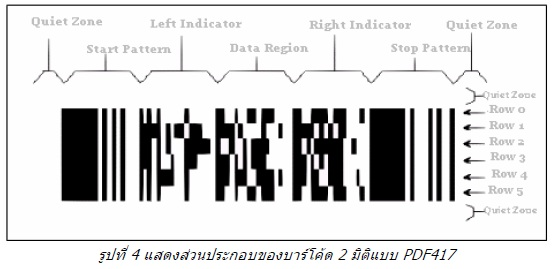 Quiet Zone Left Indicator Right Indicator Quiet Zone
Start Pattern Data Region Stop Pattern
Quiet Zone
Row 0
Row 1
Row 2
Row 3
Row 4
Row 5
Quiet Zone
รูปที่ 4 แสดงส่วนประกอบของบาร์โค้ด 2 มิติแบบ PDF417